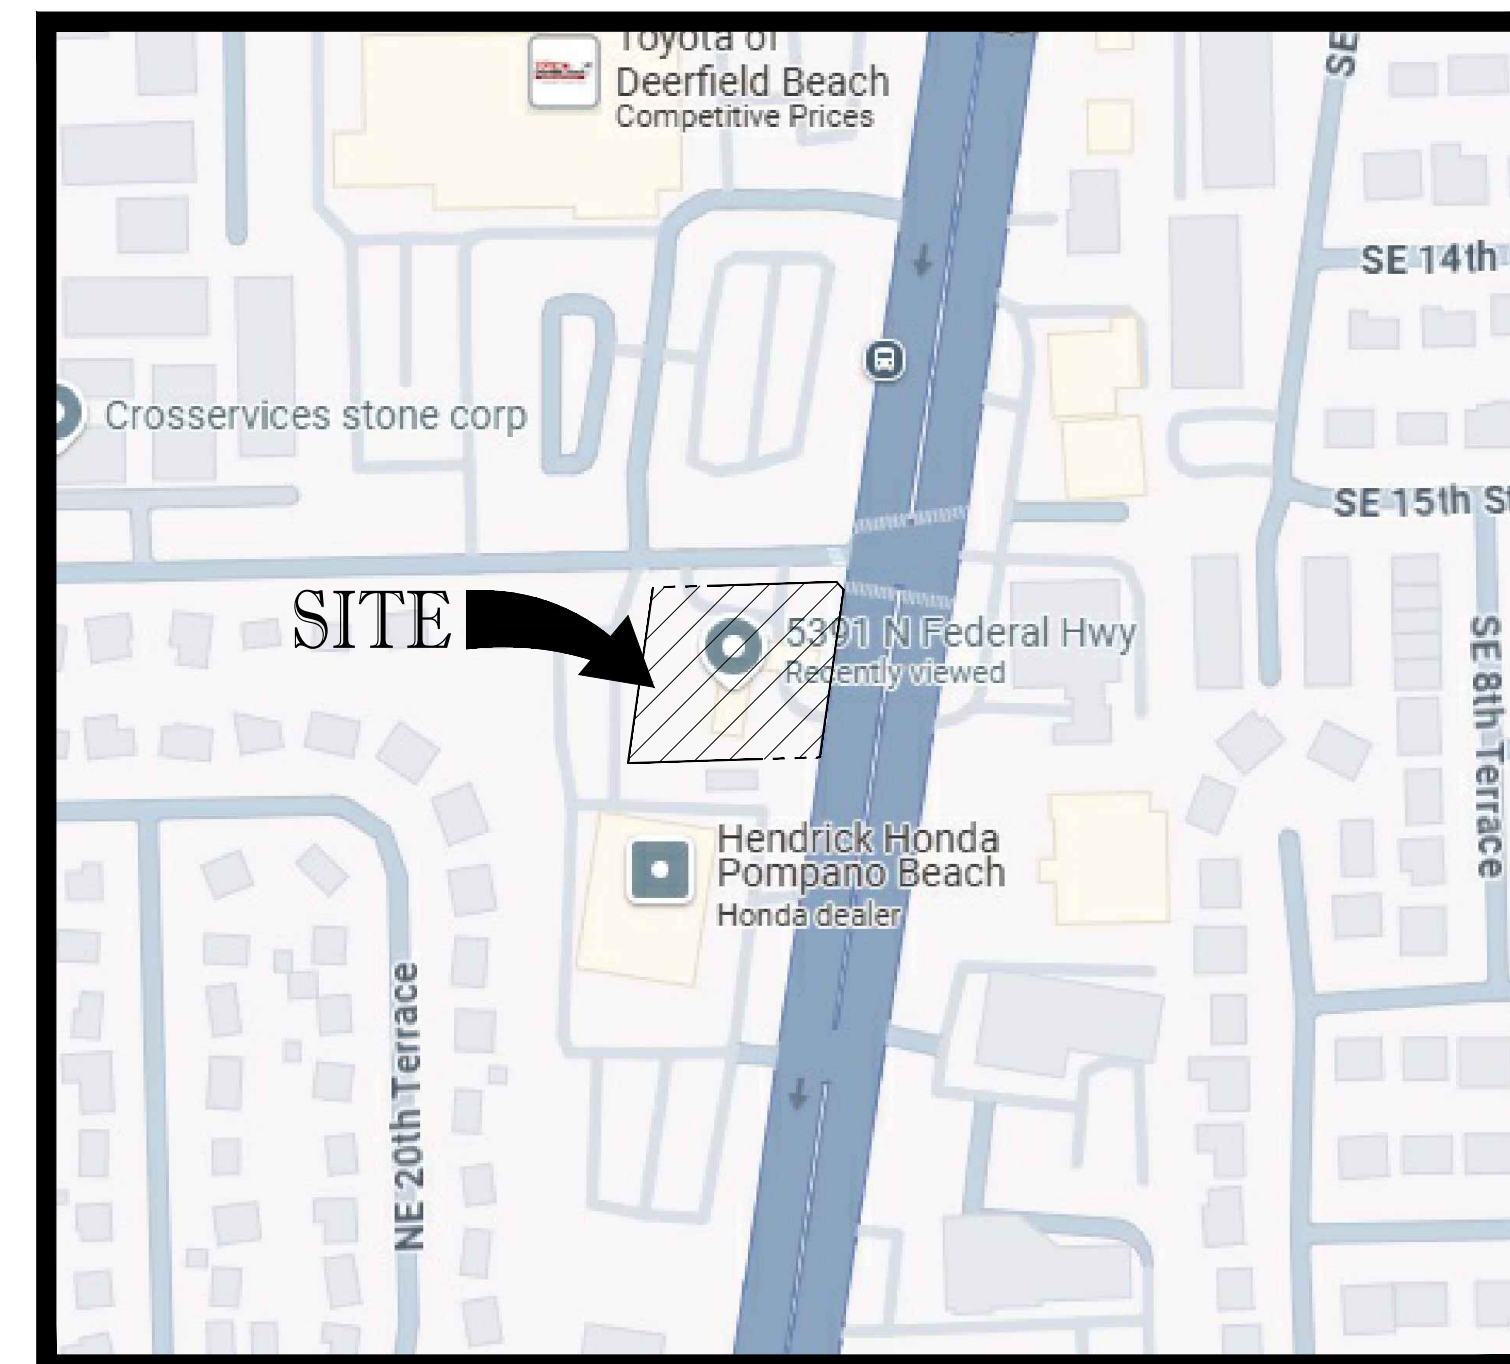 Toyota of
Deerfield Beach
Competitive Prices
SE
SE 14th
Crosservices stone corp
SE 15th St
SITE
5391 N Federal Hwy
Recently viewed
SE 8th Terrace
Hendrick Honda
Pompano Beach
Honda dealer
NE 20th Terrace